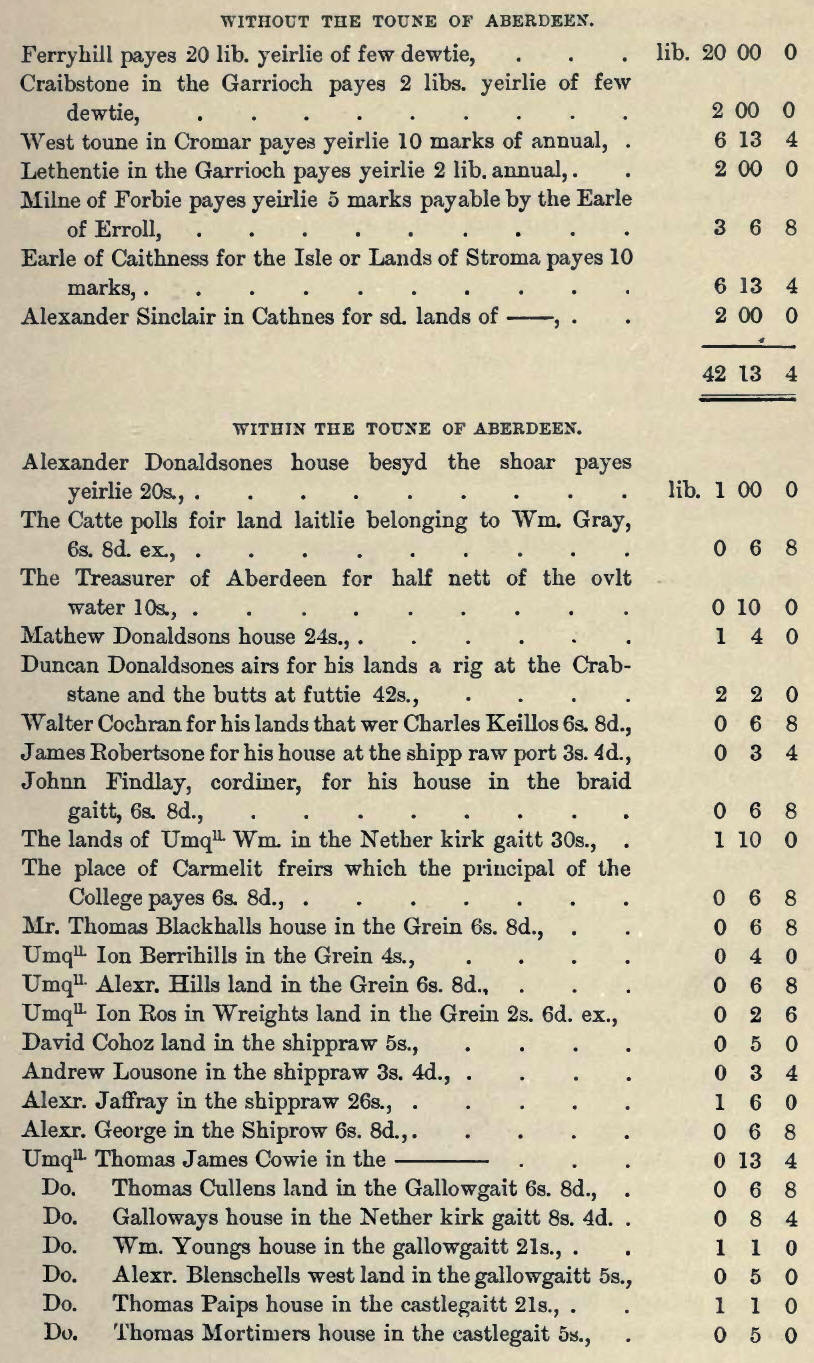 WITHOUT THE TOUNE OF ABERDEEN.
Ferryhill payes 20 lib. yeirlie of few dewtie, . . . lib. 20 00 0
Craibstone in the Garrioch payes 2 libs. yeirlie of few
dewtie, . . . . . . . . . 2 00 0
West toune in Cromar payes yeirlie 10 marks of annual, . 6 13 4
Lethentie in the Garrioch payes yeirlie 2 lib. annual, . . 2 00 0
Milne of Forbie payes yeirlie 5 marks payable by the Earle
of Erroll, . . . . . . . . . 3 6 8
Earle of Caithness for the Isle or Lands of Stroma payes 10
marks, . . . . . . . . . . 6 13 4
Alexander Sinclair in Cathnes for sd. lands of ——, . . 2 00 0
42 13 4
WITHIN THE TOUNE OF ABERDEEN.
Alexander Donaldsones house besyd the shoar payes
yeirlie 20s., . . . . . . . . . lib. 1 00 0
The Catte polls foir land laitlie belonging to Wm. Gray,
6s. 8d. ex., . . . . . . . . . 0 6 8
The Treasurer of Aberdeen for half nett of the ovlt
water 10s., . . . . . . . . . 0 10 0
Mathew Donaldsons house 24s., . . . . . . 1 4 0
Duncan Donaldsones airs for his lands a rig at the Crab-
stane and the butts at futtie 42s., . . . . 2 2 0
Walter Cochran for his lands that wer Charles Keillos 6s. 8d., 0 6 8
James Robertsone for his house at the shipp raw port 3s. 4d., 0 3 4
Johnn Findlay, cordiner, for his house in the braid
gaitt, 6s. 8d., . . . . . . . . 0 6 8
The lands of Umqll. Wm. in the Nether kirk gaitt 30s., . 1 10 0
The place of Carmelit freirs which the principal of the
College payes 6s. 8d., . . . . . . . 0 6 8
Mr. Thomas Blackhalls house in the Grein 6s. 8d., . . 0 6 8
Umqll. Ion Berrihills in the Grein 4s., . . . . 0 4 0
Umqll. Alexr. Hills land in the Grein 6s. 8d., . . . 0 6 8
Umqll. Ion Ros in Wreights land in the Grein 2s. 6d. ex., 0 2 6
David Cohoz land in the shippraw 5s., . . . . 0 5 0
Andrew Lousone in the shippraw 3s. 4d., . . . . 0 3 4
Alexr. Jaffray in the shippraw 26s., . . . . . 1 6 0
Alexr. George in the Shiprow 6s. 8d., . . . . . 0 6 8
Umqll. Thomas James Cowie in the ——— . . . 0 13 4
Do. Thomas Cullens land in the Gallowgait 6s. 8d., . 0 6 8
Do. Galloways house in the Nether kirk gaitt 8s. 4d. . 0 8 4
Do. Wm. Youngs house in the gallowgaitt 21s., . . 1 1 0
Do. Alexr. Blenschells west land in the gallowgaitt 5s., 0 5 0
Do. Thomas Paips house in the castlegaitt 21s., . . 1 1 0
Do. Thomas Mortimers house in the castlegait 5s., . 0 5 0